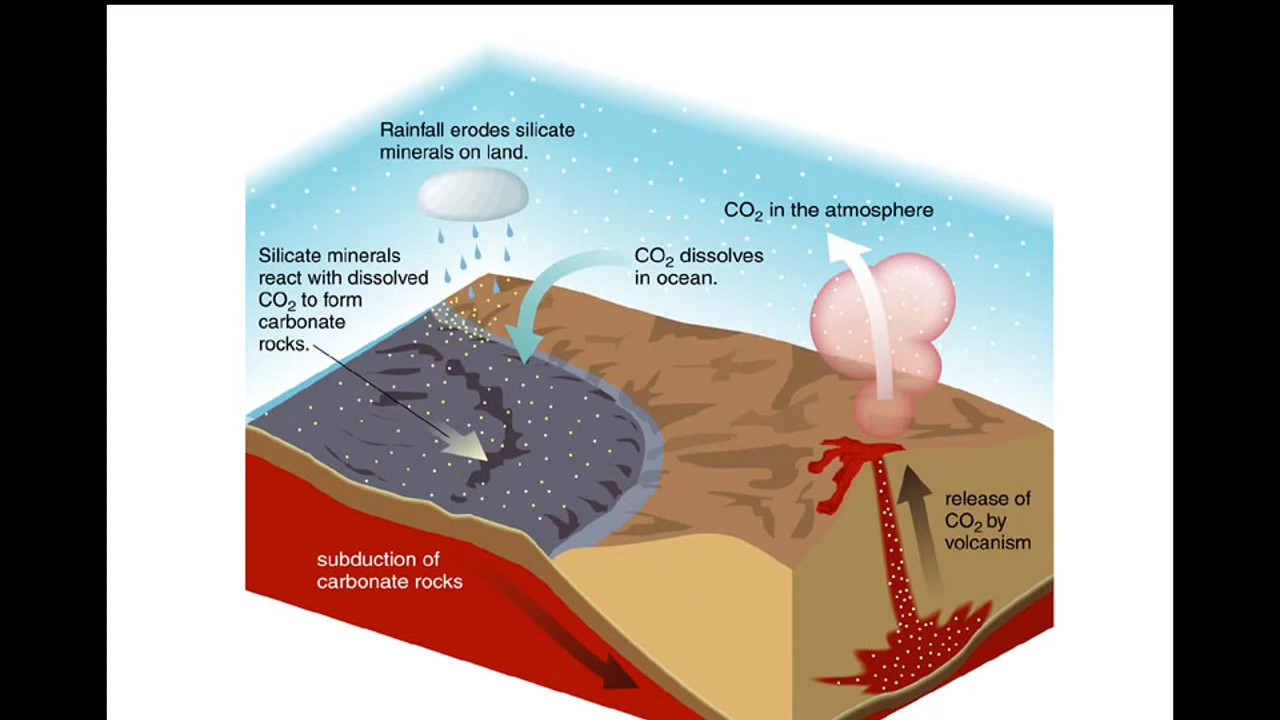 Rainfall erodes silicate
minerals on land.
CO₂ in the atmosphere
Silicate minerals
react with dissolved
CO₂ to form
carbonate
rocks.
CO₂ dissolves
in ocean.
release of
CO₂ by
volcanism
subduction of
carbonate rocks